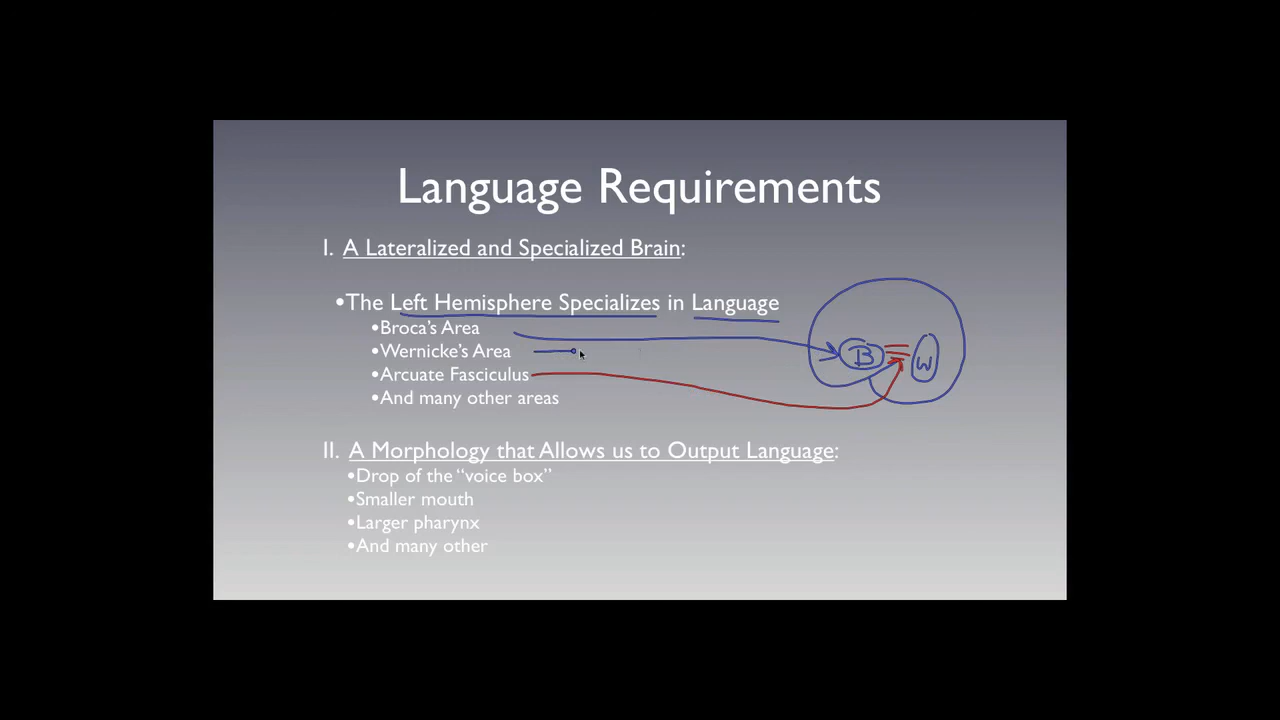 Language Requirements
I. A Lateralized and Specialized Brain:
•The Left Hemisphere Specializes in Language
•Broca's Area
•Wernicke's Area
•Arcuate Fasciculus
•And many other areas
B W
II. A Morphology that Allows us to Output Language:
•Drop of the “voice box”
•Smaller mouth
•Larger pharynx
•And many other